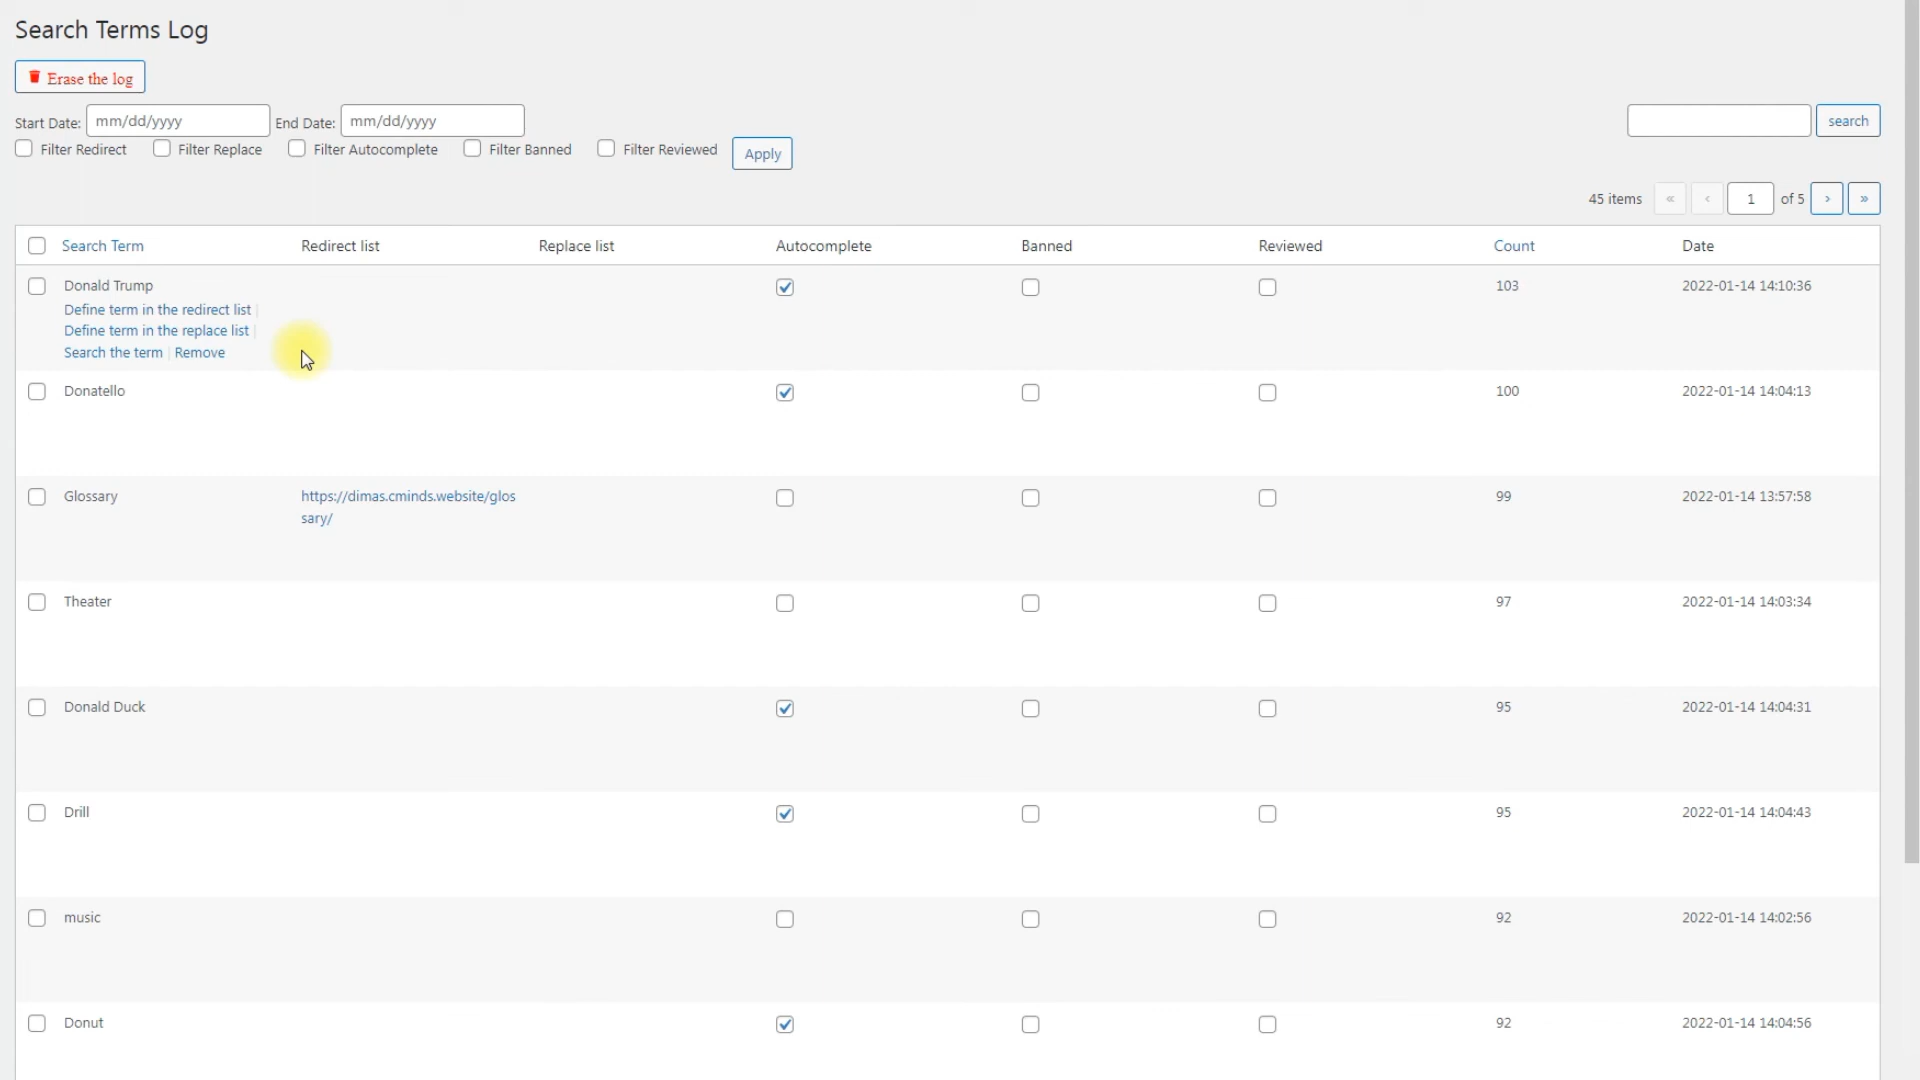 Search Terms Log
Erase the log
Start Date: mm/dd/yyyy End Date: mm/dd/yyyy search
Filter Redirect Filter Replace Filter Autocomplete Filter Banned Filter Reviewed Apply
45 items « ‹ 1 of 5 › »
Search Term Redirect list Replace list Autocomplete Banned Reviewed Count Date
Donald Trump 103 2022-01-14 14:10:36
Define term in the redirect list |
Define term in the replace list |
Search the term | Remove
Donatello 100 2022-01-14 14:04:13
Glossary https://dimas.cminds.website/glos 99 2022-01-14 13:57:58
sary/
Theater 97 2022-01-14 14:03:34
Donald Duck 95 2022-01-14 14:04:31
Drill 95 2022-01-14 14:04:43
music 92 2022-01-14 14:02:56
Donut 92 2022-01-14 14:04:56